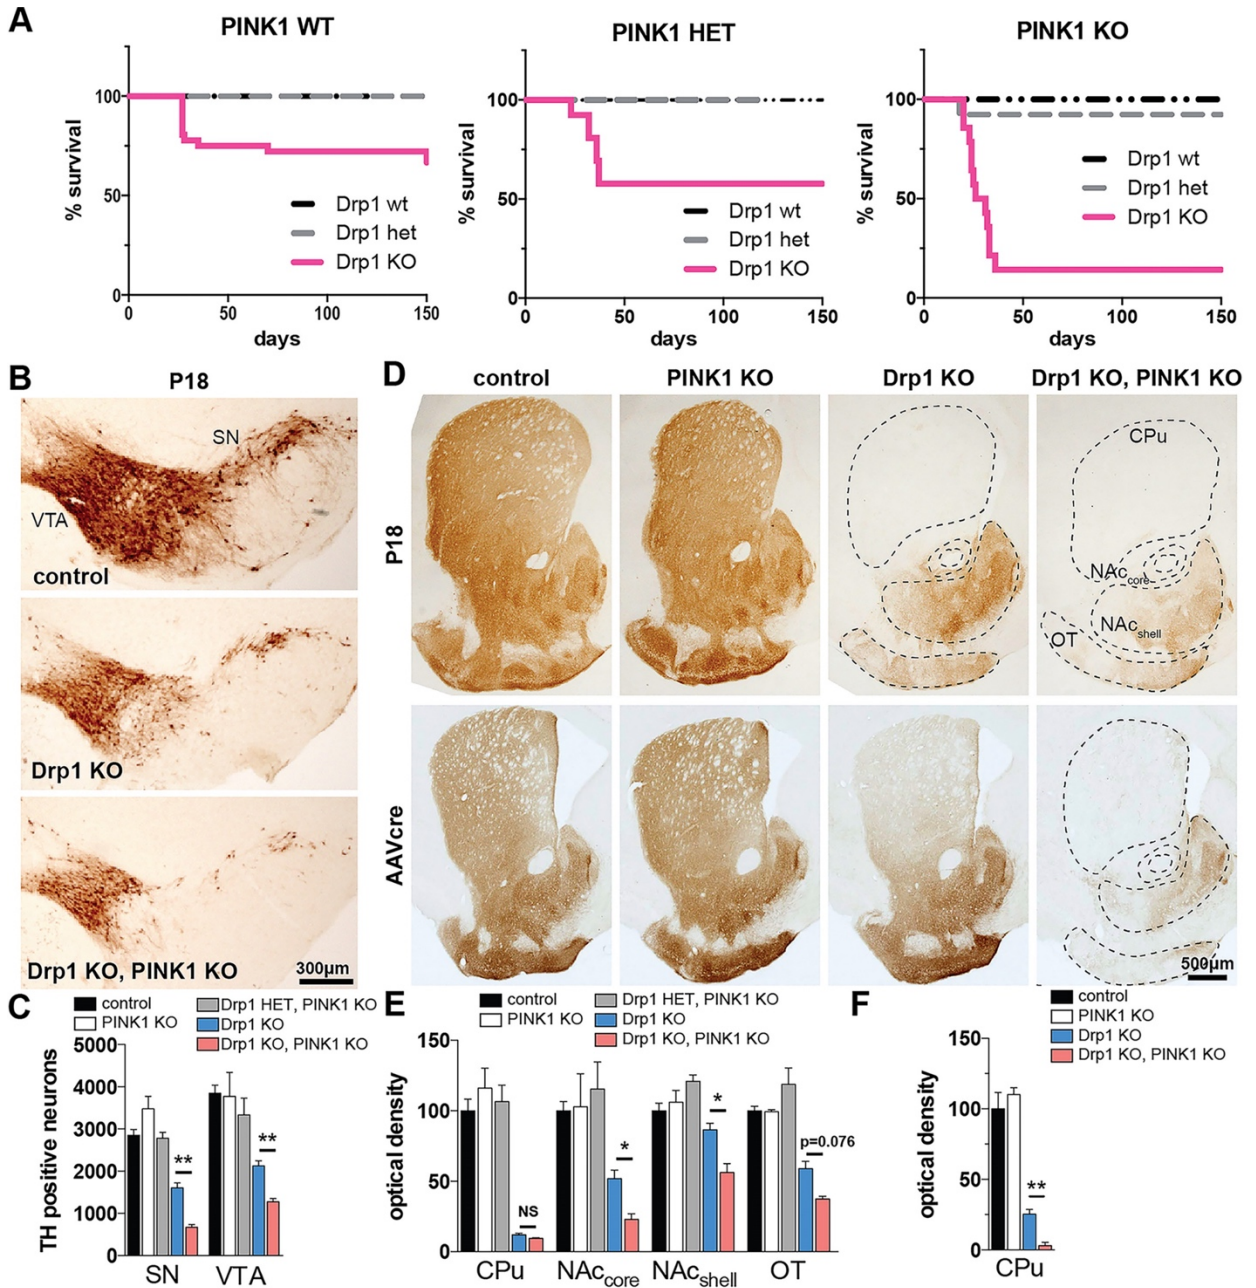 A
PINK1 WT
% survival
100
50
0
0 50 100 150
days
Drp1 wt
Drp1 het
Drp1 KO
PINK1 HET
% survival
100
50
0
0 50 100 150
days
Drp1 wt
Drp1 het
Drp1 KO
PINK1 KO
% survival
100
50
0
0 50 100 150
days
Drp1 wt
Drp1 het
Drp1 KO
B
P18
SN
VTA
control
Drp1 KO
Drp1 KO, PINK1 KO
300µm
D
control PINK1 KO Drp1 KO Drp1 KO, PINK1 KO
P18
CPu
NAccore
NAcshell
OT
AAVcre
500µm
C
control
PINK1 KO
Drp1 HET, PINK1 KO
Drp1 KO
Drp1 KO, PINK1 KO
TH positive neurons
5000
4000
3000
2000
1000
0
** **
SN VTA
E
control
PINK1 KO
Drp1 HET, PINK1 KO
Drp1 KO
Drp1 KO, PINK1 KO
optical density
150
100
50
0
NS * * p=0.076
CPu NAccore NAcshell OT
F
control
PINK1 KO
Drp1 KO
Drp1 KO, PINK1 KO
optical density
150
100
50
0
**
CPu